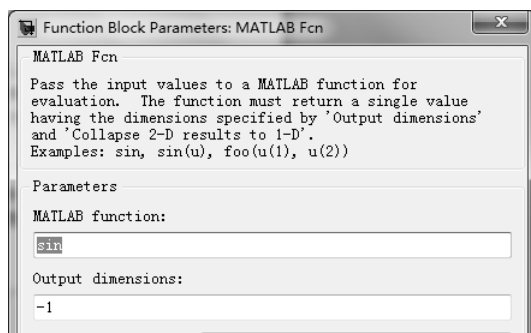 Function Block Parameters: MATLAB Fcn
MATLAB Fcn
Pass the input values to a MATLAB function for
evaluation. The function must return a single value
having the dimensions specified by 'Output dimensions'
and 'Collapse 2-D results to 1-D'.
Examples: sin, sin(u), foo(u(1), u(2))
Parameters
MATLAB function:
sin
Output dimensions:
-1